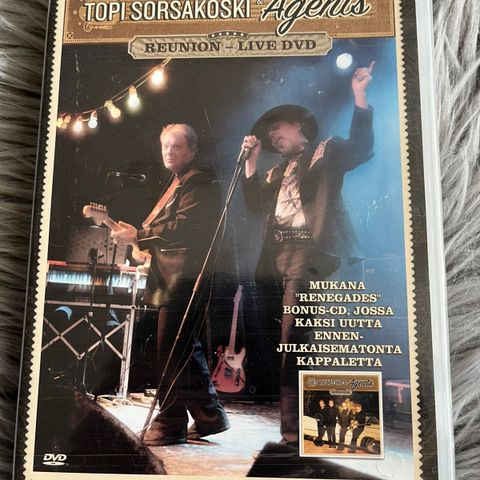 TOPI SORSAKOSKI & Agents
REUNION – LIVE DVD
MUKANA
"RENEGADES"
BONUS-CD, JOSSA
KAKSI UUTTA
ENNEN-
JULKAISEMATONTA
KAPPALETTA
TOPI SORSAKOSKI & Agents
DVD